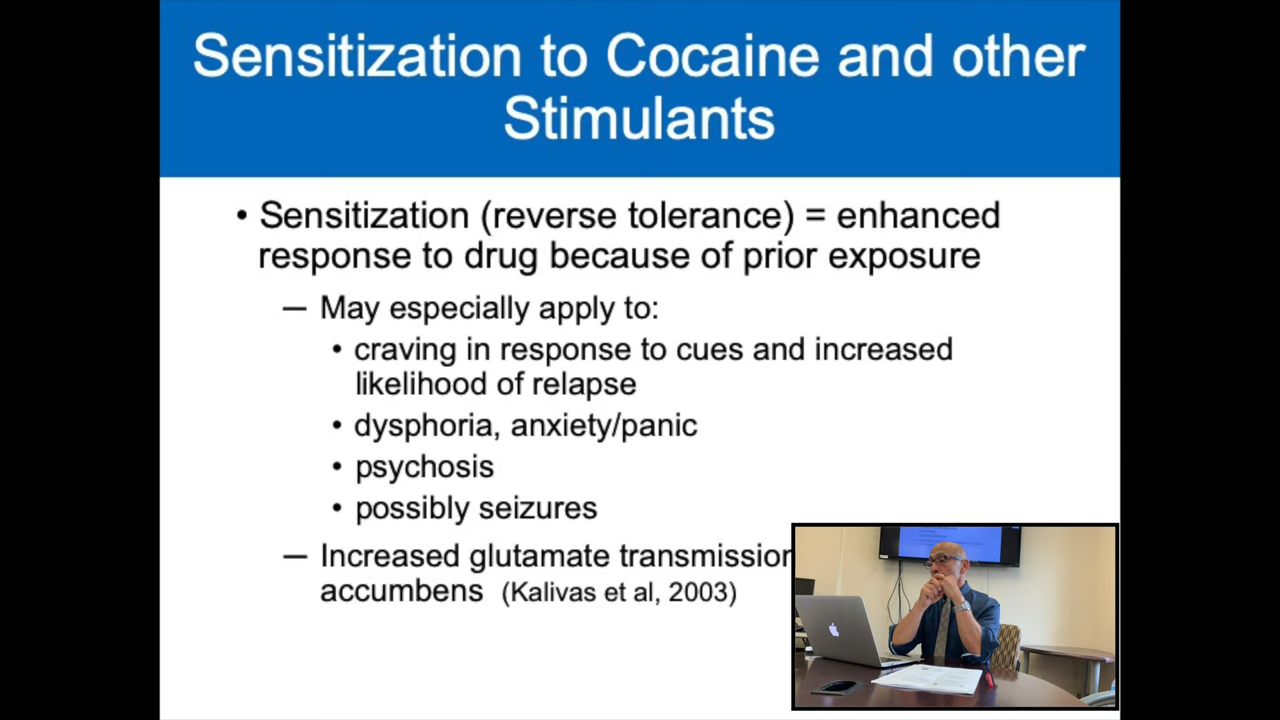 Sensitization to Cocaine and other
Stimulants
• Sensitization (reverse tolerance) = enhanced
response to drug because of prior exposure
– May especially apply to:
• craving in response to cues and increased
likelihood of relapse
• dysphoria, anxiety/panic
• psychosis
• possibly seizures
– Increased glutamate transmission
accumbens (Kalivas et al, 2003)